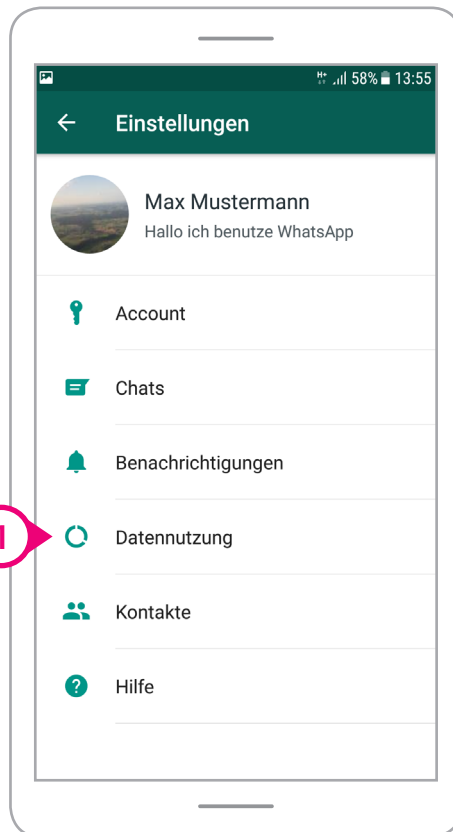 H+ 58% 13:55
Einstellungen
Max Mustermann
Hallo ich benutze WhatsApp
Account
Chats
Benachrichtigungen
Datennutzung
Kontakte
Hilfe